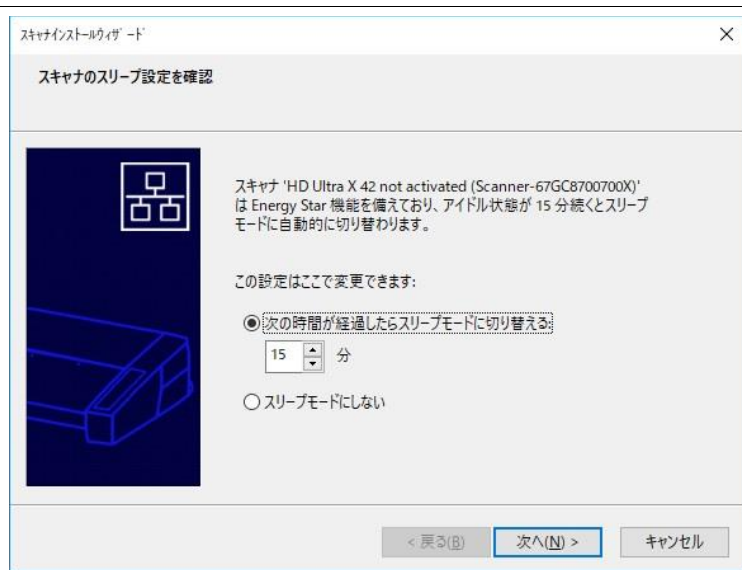 スキャナインストールウィザード
スキャナのスリープ設定を確認
スキャナ 'HD Ultra X 42 not activated (Scanner-67GC8700700X)'
は Energy Star 機能を備えており、アイドル状態が 15 分続くとスリープ
モードに自動的に切り替わります。
この設定はここで変更できます:
次の時間が経過したらスリープモードに切り替える:
15 分
スリープモードにしない
< 戻る(B) 次へ(N) > キャンセル